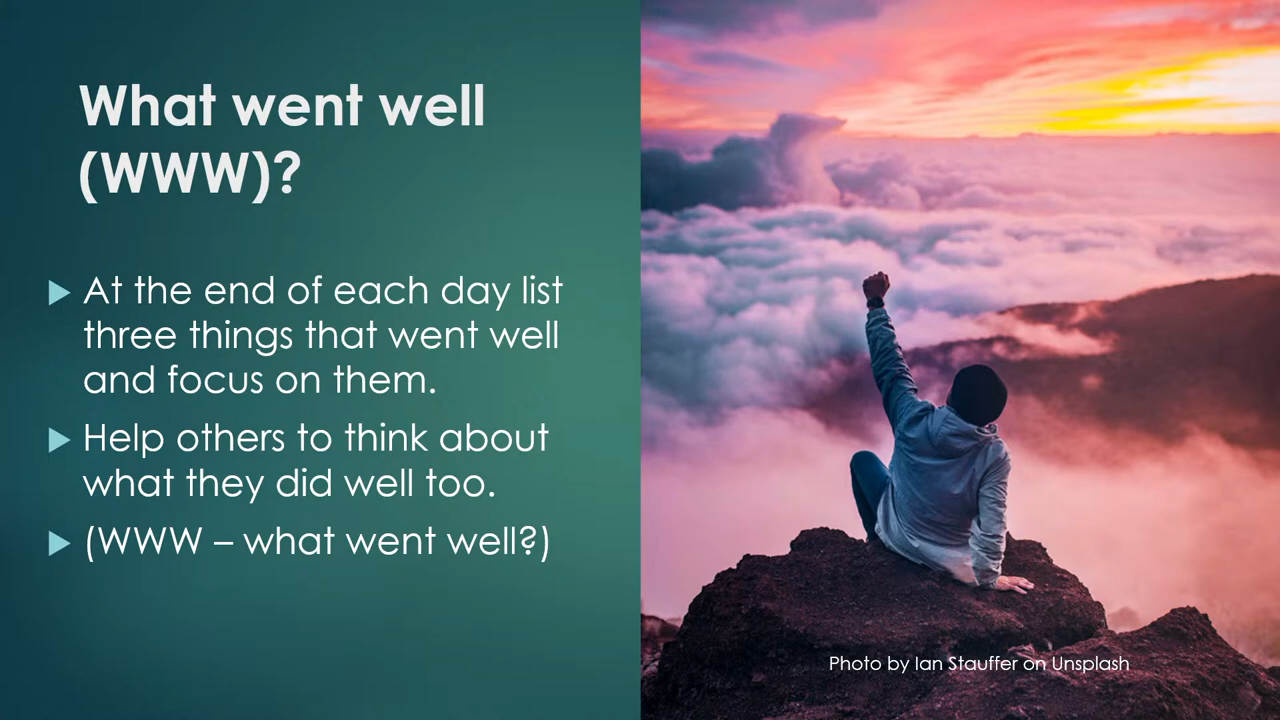 What went well
(WWW)?
At the end of each day list
three things that went well
and focus on them.
Help others to think about
what they did well too.
(WWW – what went well?)
Photo by Ian Stauffer on Unsplash